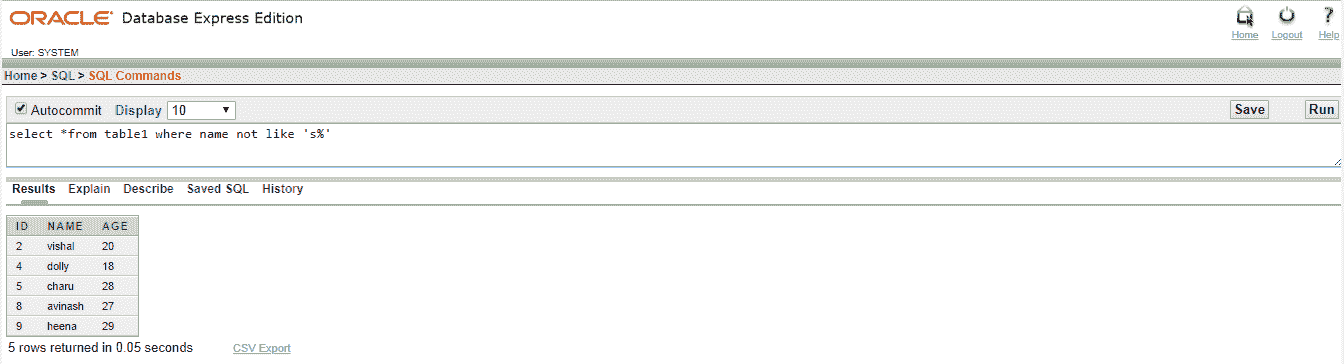 ORACLE® Database Express Edition
Home Logout Help
User: SYSTEM
Home > SQL > SQL Commands
Autocommit Display 10 Save Run
select *from table1 where name not like 's%'
Results Explain Describe Saved SQL History
ID NAME AGE
2 vishal 20
4 dolly 18
5 charu 28
8 avinash 27
9 heena 29
5 rows returned in 0.05 seconds CSV Export